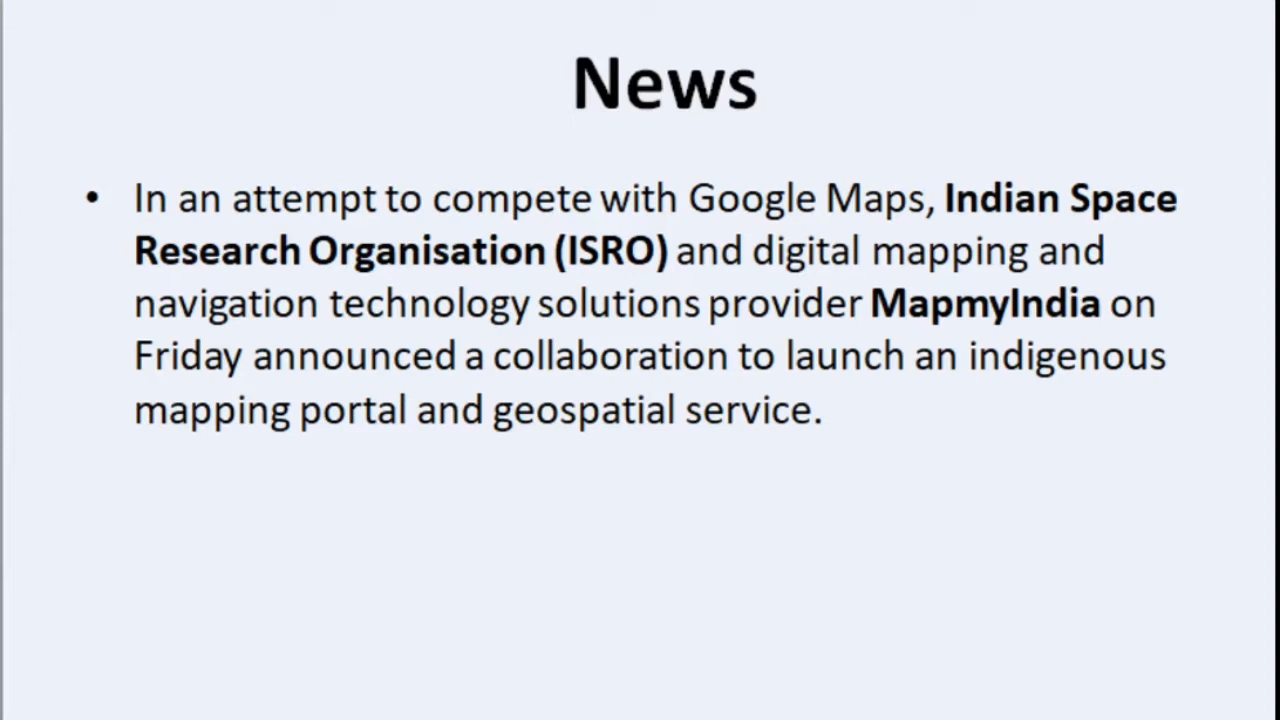 News
• In an attempt to compete with Google Maps, Indian Space
Research Organisation (ISRO) and digital mapping and
navigation technology solutions provider MapmyIndia on
Friday announced a collaboration to launch an indigenous
mapping portal and geospatial service.